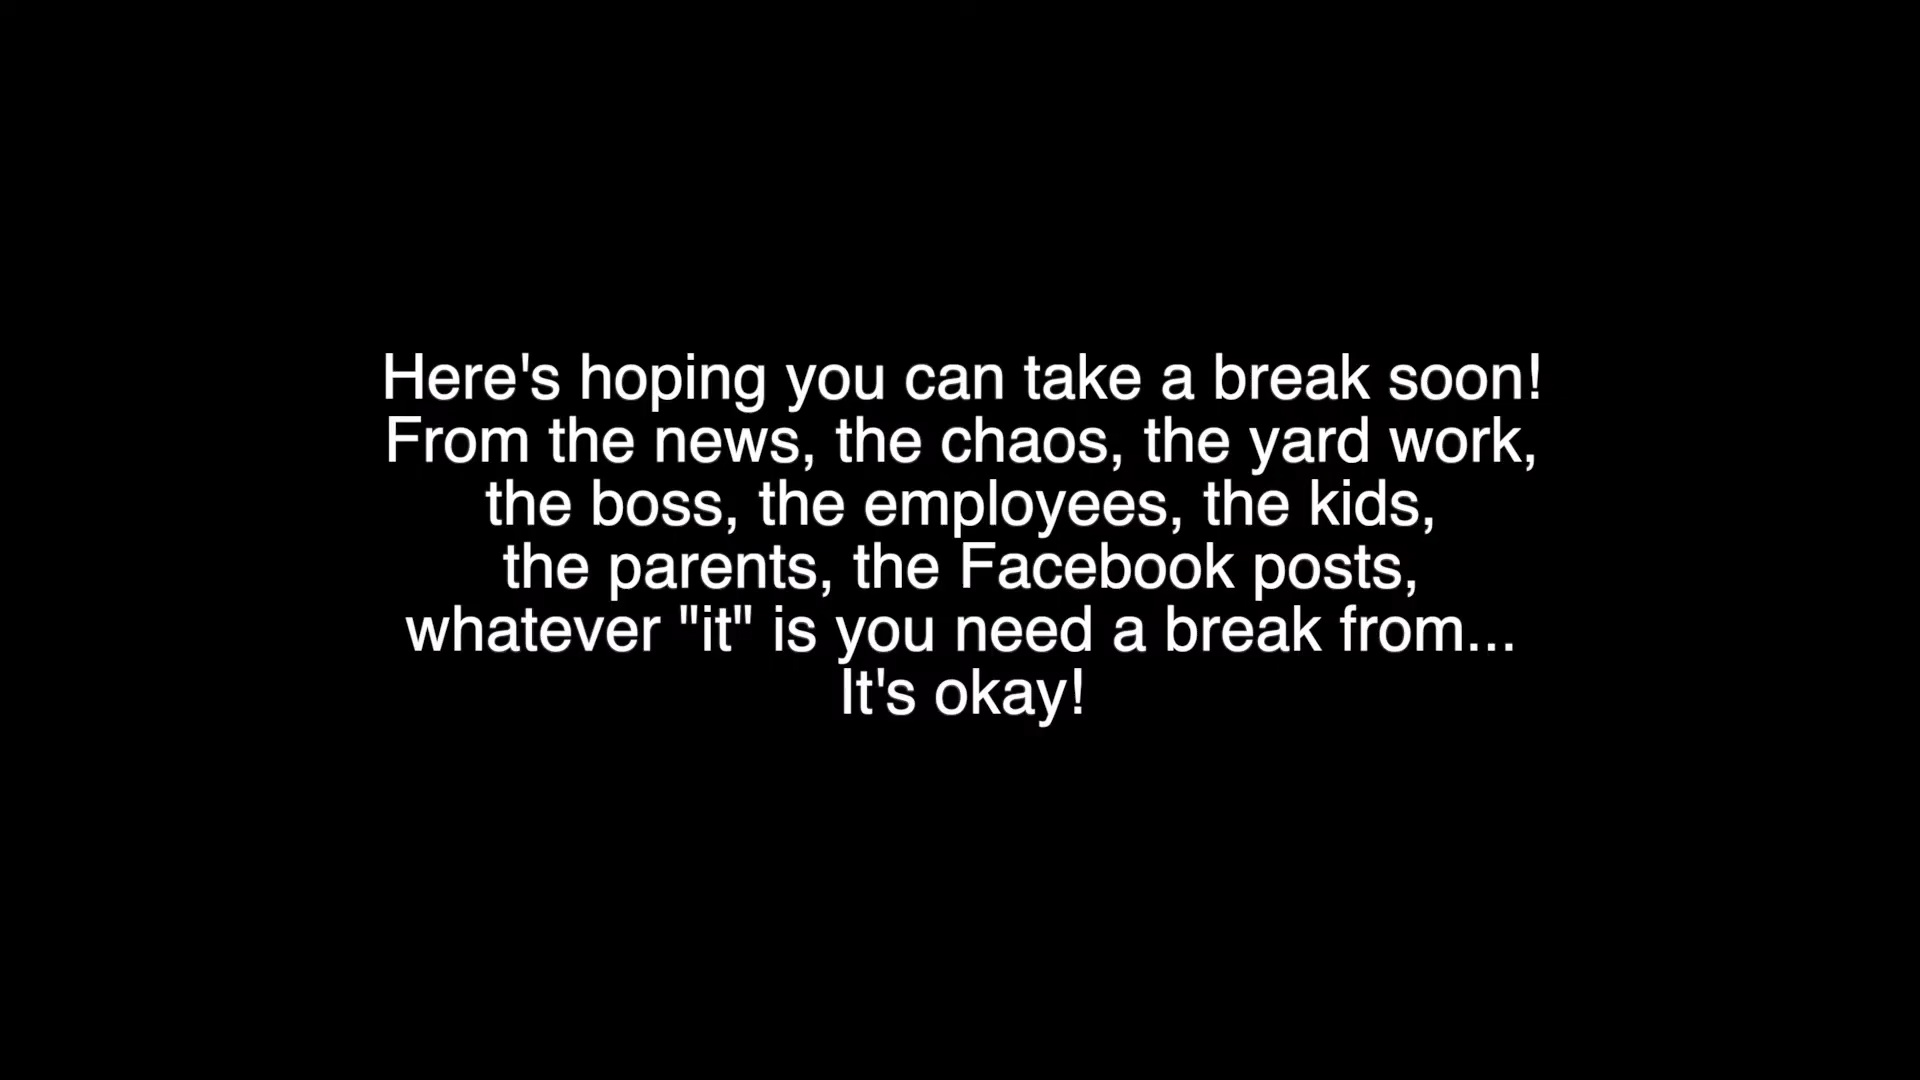 Here's hoping you can take a break soon!
From the news, the chaos, the yard work,
the boss, the employees, the kids,
the parents, the Facebook posts,
whatever "it" is you need a break from...
It's okay!